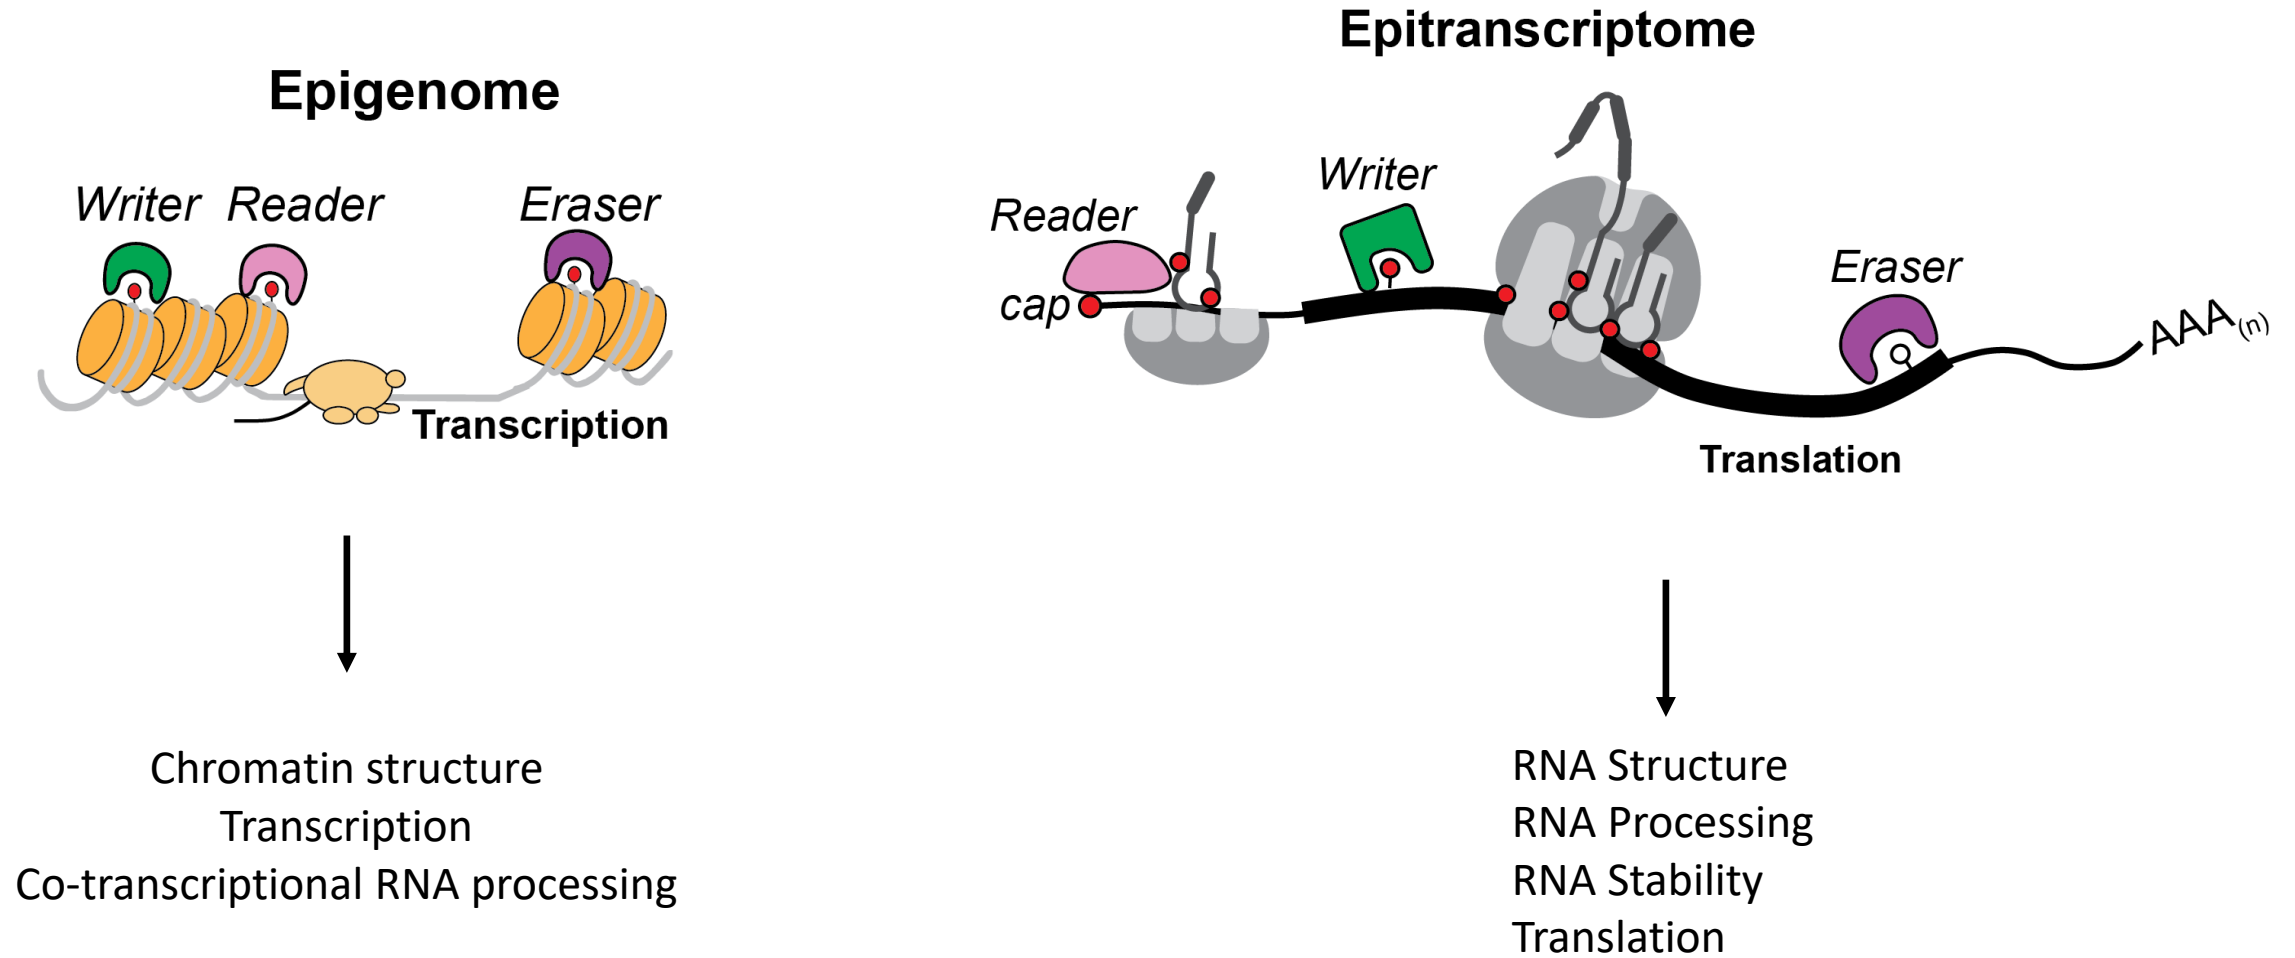 Epigenome
Writer Reader Eraser
Transcription
Chromatin structure
Transcription
Co-transcriptional RNA processing
Epitranscriptome
Writer
Reader
Eraser
cap
AAA(n)
Translation
RNA Structure
RNA Processing
RNA Stability
Translation